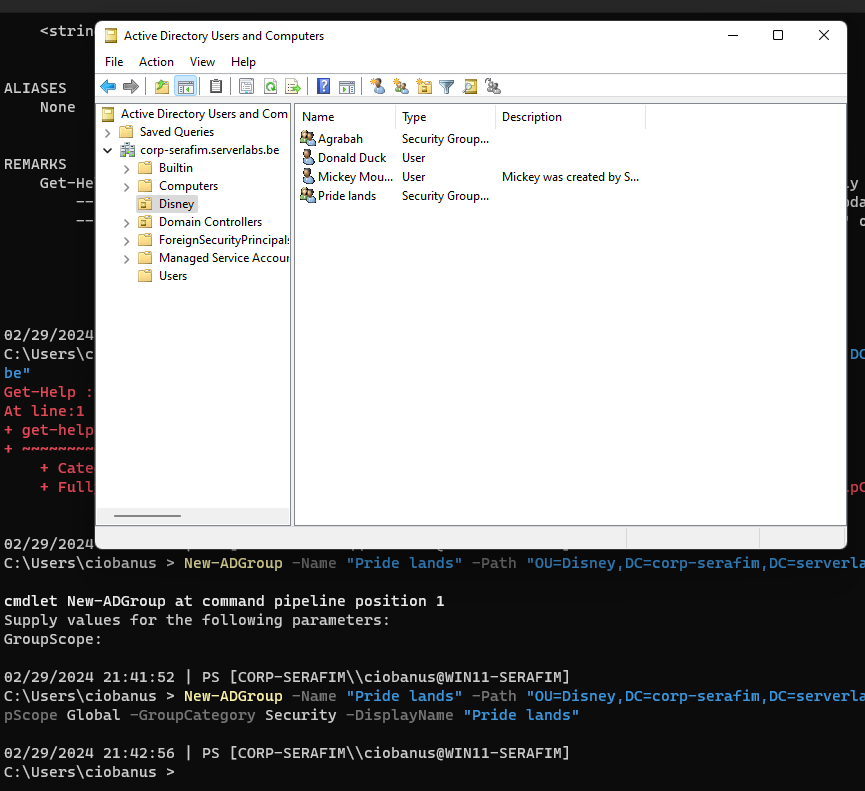 <strin
ALIASES
None
REMARKS
Get-He
--
--
Active Directory Users and Computers
File Action View Help
Active Directory Users and Com
Saved Queries
corp-serafim.serverlabs.be
Builtin
Computers
Disney
Domain Controllers
ForeignSecurityPrincipals
Managed Service Accoun
Users
Name Type Description
Agrabah Security Group...
Donald Duck User
Mickey Mou... User Mickey was created by S...
Pride lands Security Group...
02/29/2024
C:\Users\c
DC
be"
Get-Help :
At line:1
+ get-help
+ ~~~~~~~~
+ Cate
+ Full
pC
02/29/2024
C:\Users\ciobanus > New-ADGroup -Name "Pride lands" -Path "OU=Disney,DC=corp-serafim,DC=serverla
cmdlet New-ADGroup at command pipeline position 1
Supply values for the following parameters:
GroupScope:
02/29/2024 21:41:52 | PS [CORP-SERAFIM\\ciobanus@WIN11-SERAFIM]
C:\Users\ciobanus > New-ADGroup -Name "Pride lands" -Path "OU=Disney,DC=corp-serafim,DC=serverla
pScope Global -GroupCategory Security -DisplayName "Pride lands"
02/29/2024 21:42:56 | PS [CORP-SERAFIM\\ciobanus@WIN11-SERAFIM]
C:\Users\ciobanus >